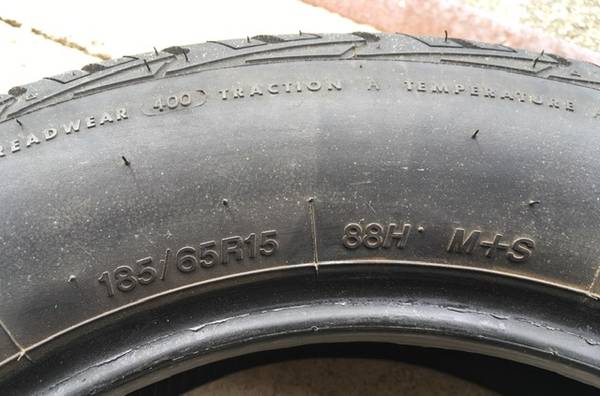 TREADWEAR 400 TRACTION A TEMPERATURE A
185/65R15 88H M+S